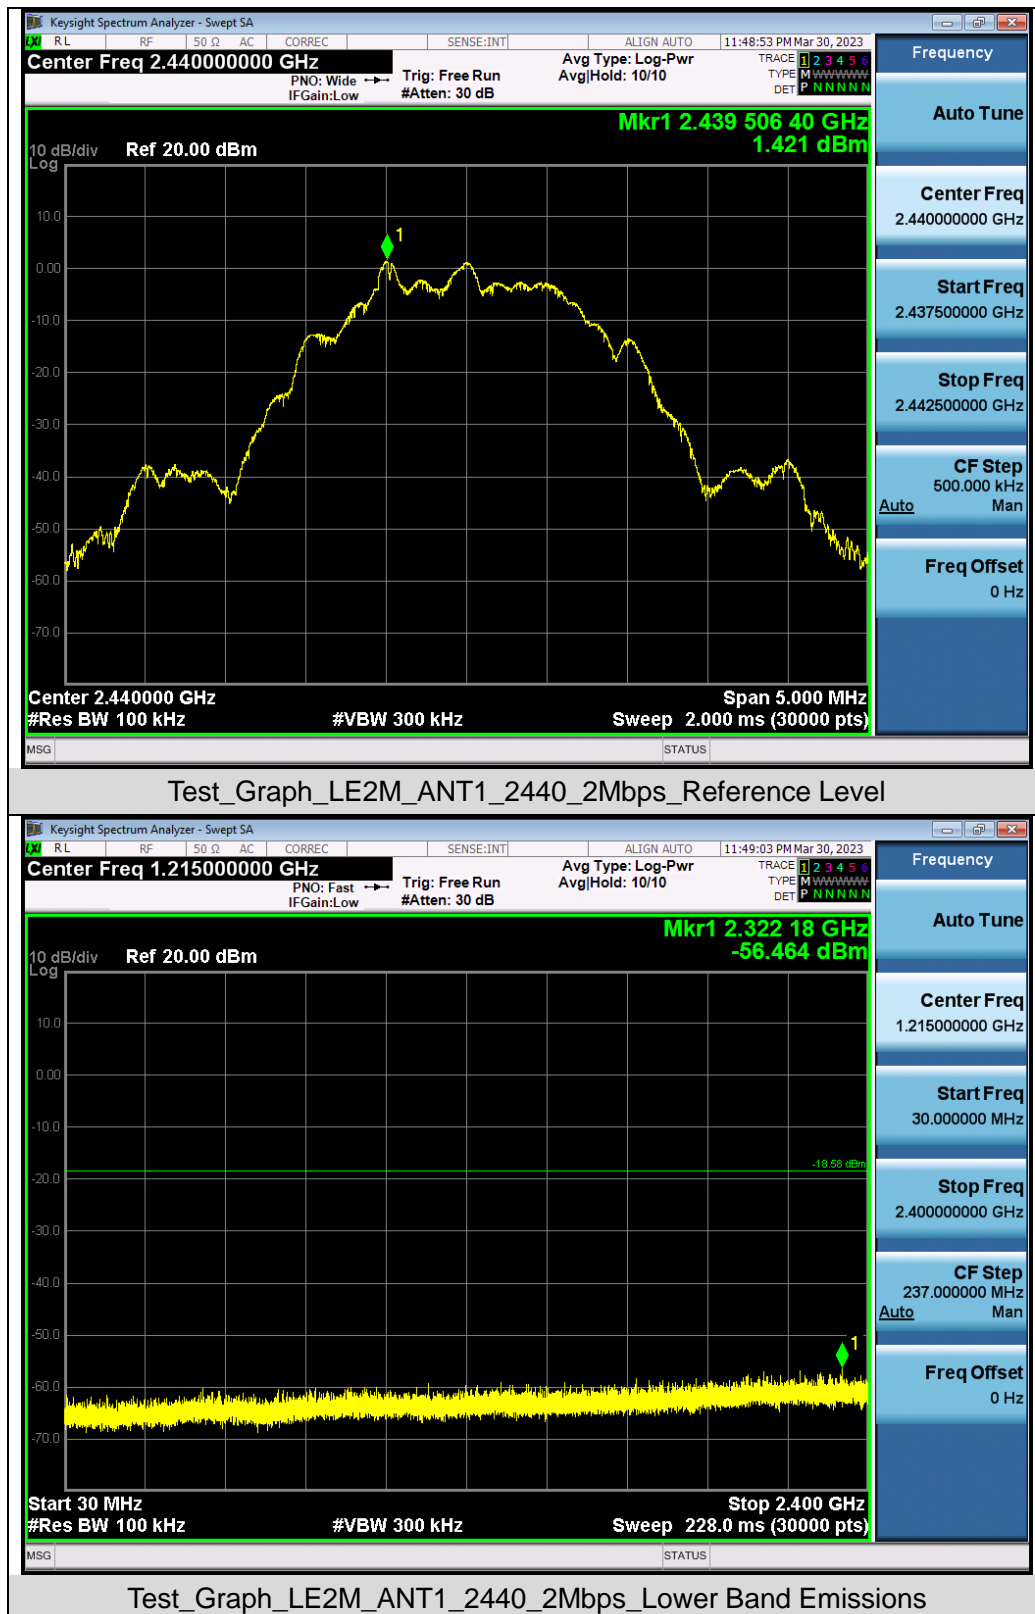 Keysight Spectrum Analyzer - Swept SA
LXI RL RF 50 Ω AC CORREC SENSE:INT ALIGN AUTO 11:48:53 PM Mar 30, 2023
Center Freq 2.440000000 GHz
PNO: Wide
IFGain:Low
Trig: Free Run
#Atten: 30 dB
Avg Type: Log-Pwr
Avg|Hold: 10/10
TRACE 1 2 3 4 5 6
TYPE M WWWWW
DET P N N N N N
Mkr1 2.439 506 40 GHz
1.421 dBm
10 dB/div Ref 20.00 dBm
Log
10.0
0.00
-10.0
-20.0
-30.0
-40.0
-50.0
-60.0
-70.0
1
Center 2.440000 GHz Span 5.000 MHz
#Res BW 100 kHz #VBW 300 kHz Sweep 2.000 ms (30000 pts)
MSG STATUS
Frequency
Auto Tune
Center Freq
2.440000000 GHz
Start Freq
2.437500000 GHz
Stop Freq
2.442500000 GHz
CF Step
500.000 kHz
Auto Man
Freq Offset
0 Hz
Test_Graph_LE2M_ANT1_2440_2Mbps_Reference Level
Keysight Spectrum Analyzer - Swept SA
LXI RL RF 50 Ω AC CORREC SENSE:INT ALIGN AUTO 11:49:03 PM Mar 30, 2023
Center Freq 1.215000000 GHz
PNO: Fast
IFGain:Low
Trig: Free Run
#Atten: 30 dB
Avg Type: Log-Pwr
Avg|Hold: 10/10
TRACE 1 2 3 4 5 6
TYPE M WWWWW
DET P N N N N N
Mkr1 2.322 18 GHz
-56.464 dBm
10 dB/div Ref 20.00 dBm
Log
10.0
0.00
-10.0
-18.58 dBm
-20.0
-30.0
-40.0
-50.0
-60.0
-70.0
1
Start 30 MHz Stop 2.400 GHz
#Res BW 100 kHz #VBW 300 kHz Sweep 228.0 ms (30000 pts)
MSG STATUS
Frequency
Auto Tune
Center Freq
1.215000000 GHz
Start Freq
30.000000 MHz
Stop Freq
2.400000000 GHz
CF Step
237.000000 MHz
Auto Man
Freq Offset
0 Hz
Test_Graph_LE2M_ANT1_2440_2Mbps_Lower Band Emissions